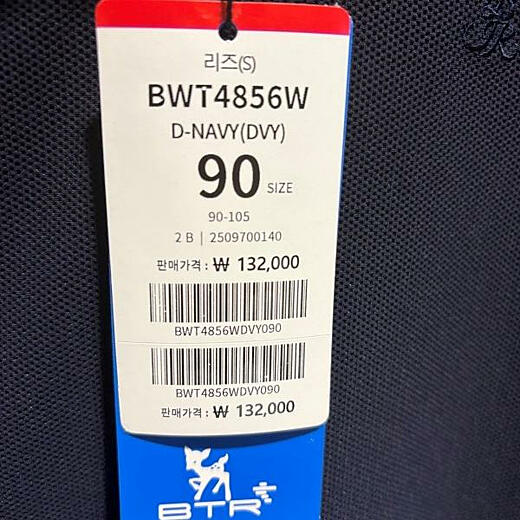 리즈(S)
BWT4856W
D-NAVY(DVY)
90 SIZE
90-105
2 B | 2509700140
판매가격 : ₩ 132,000
BWT4856WDVY090
BWT4856WDVY090
판매가격 : ₩ 132,000
BTR